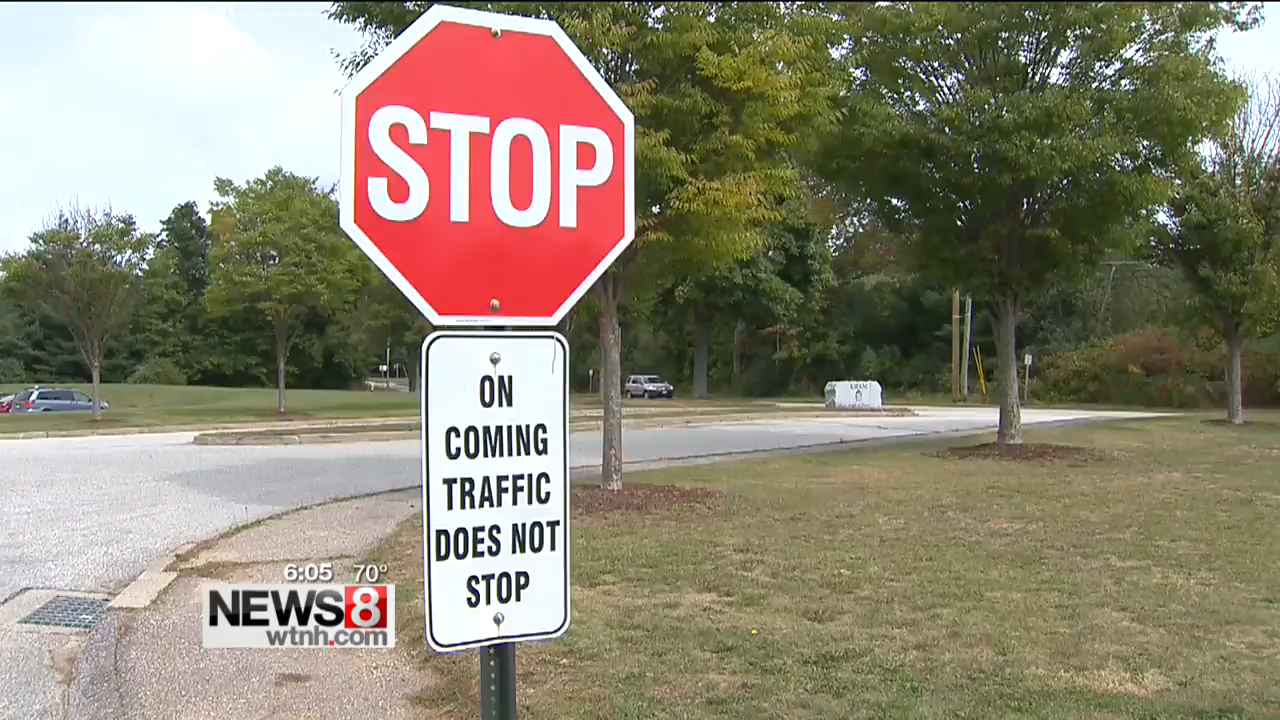 STOP
ON
COMING
TRAFFIC
DOES NOT
STOP
6:05 70°
NEWS8
wtnh.com